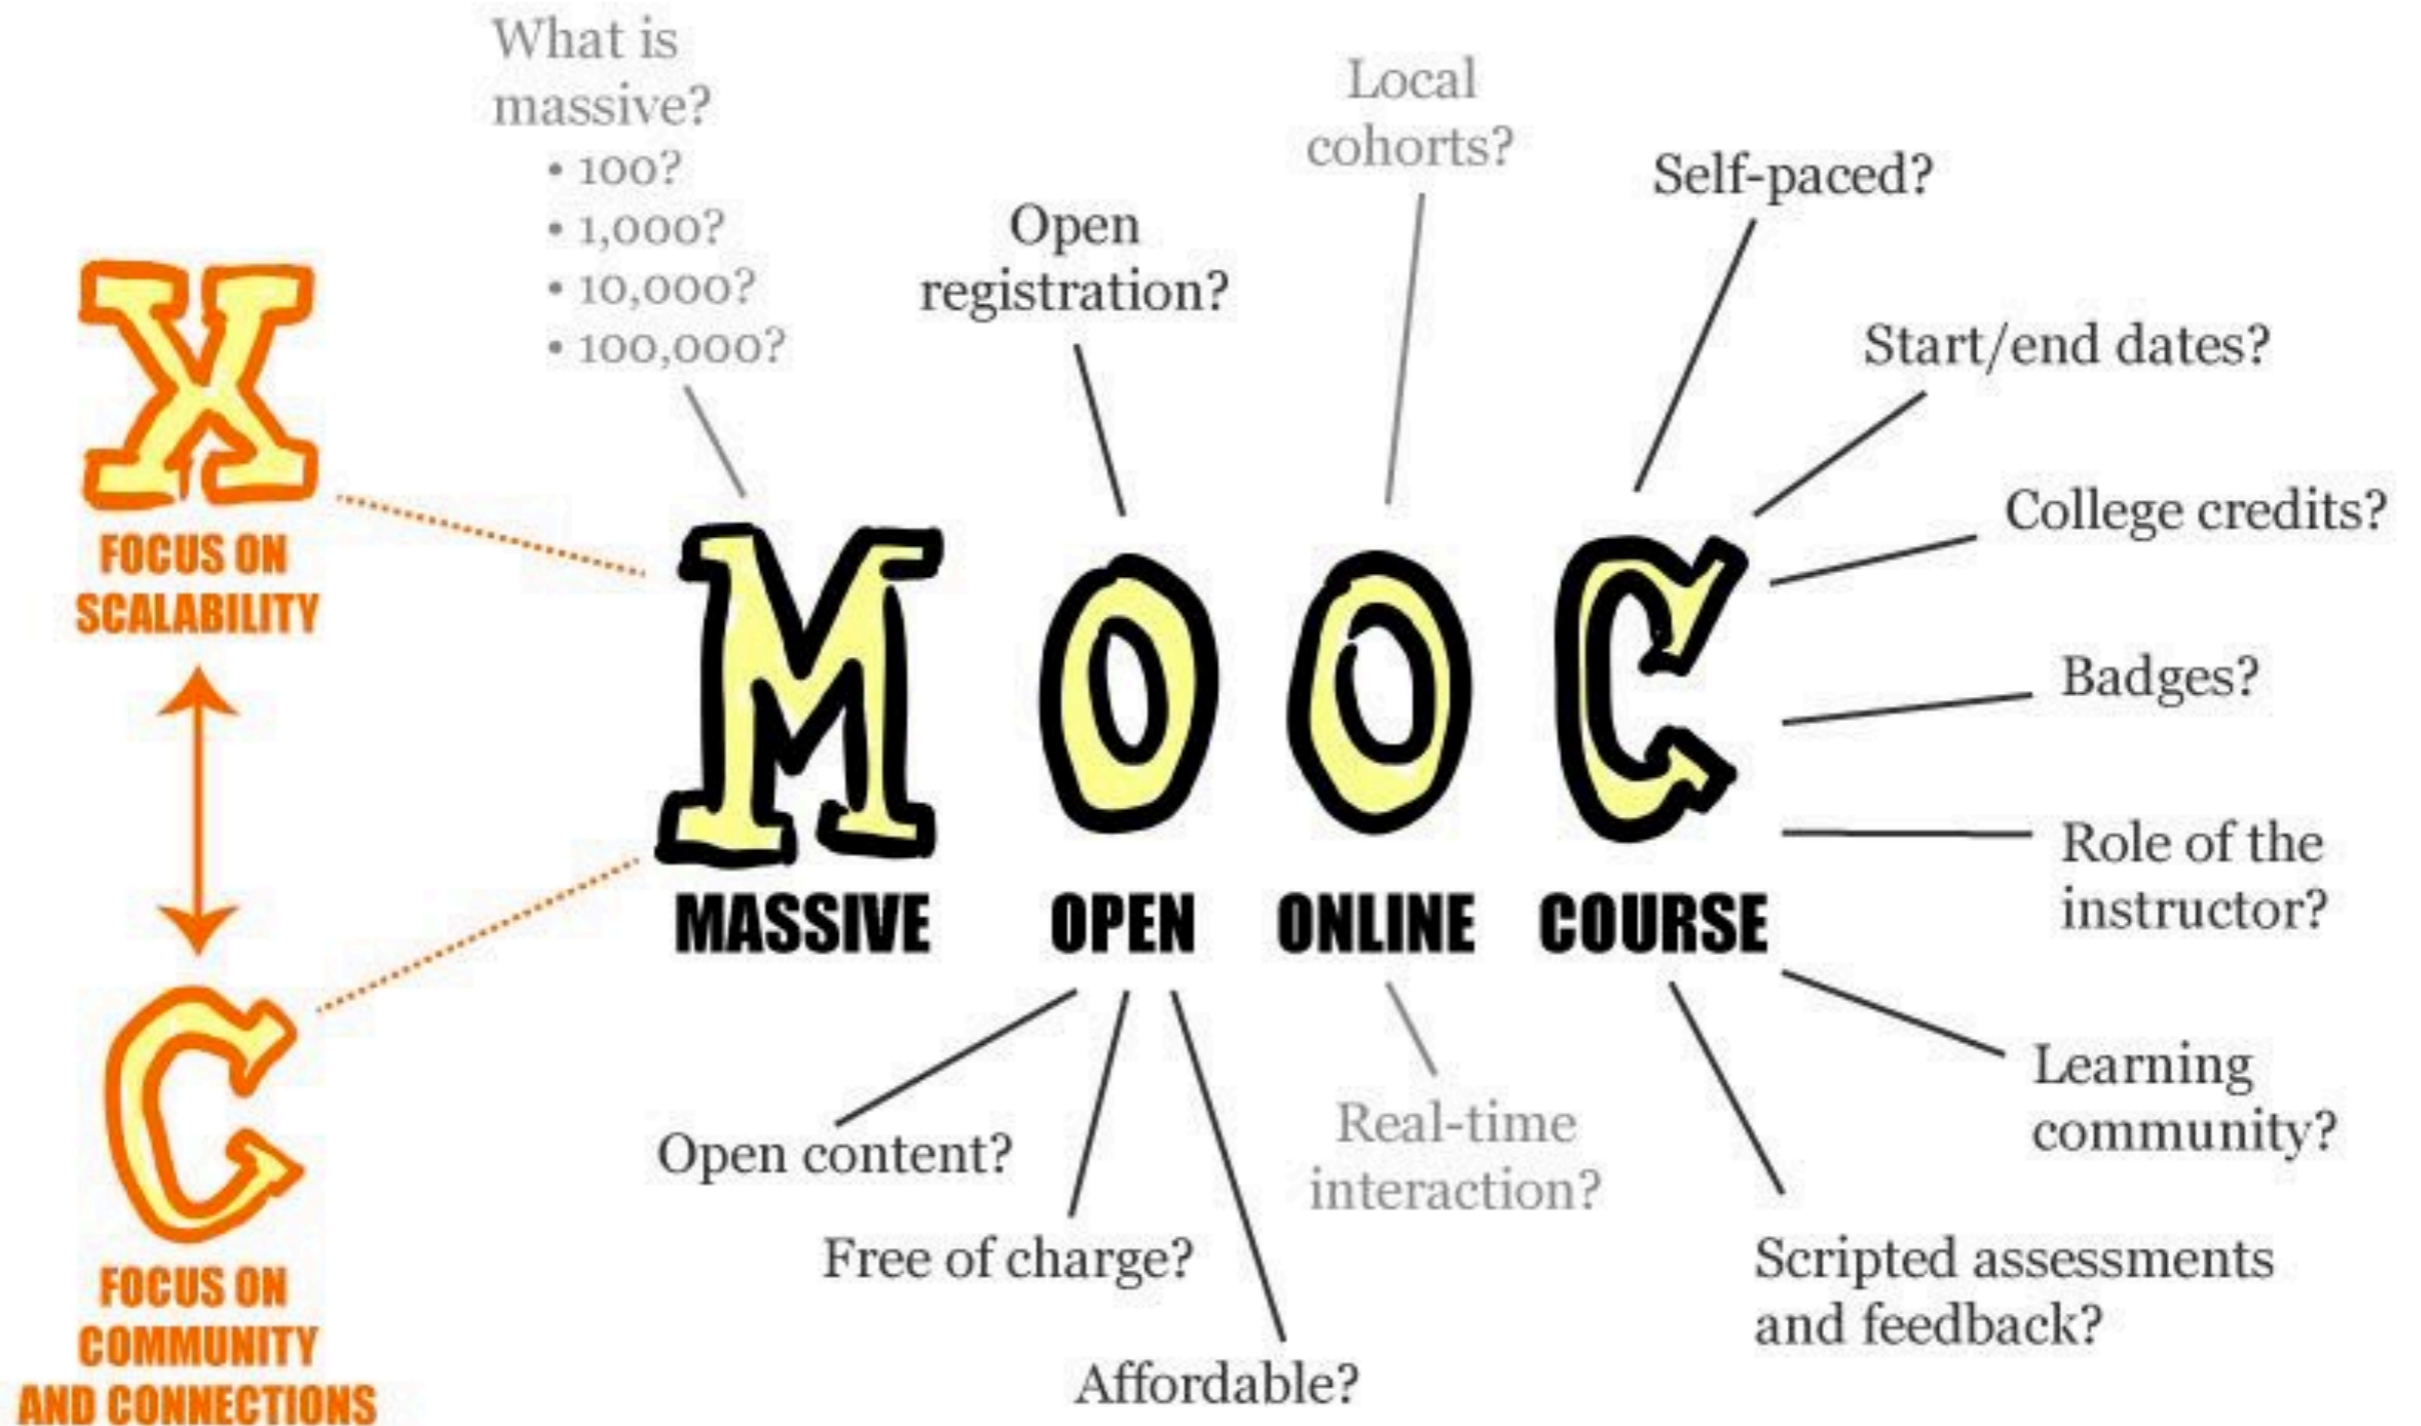 What is
massive?
• 100?
• 1,000?
• 10,000?
• 100,000?
Open
registration?
Local
cohorts?
Self-paced?
Start/end dates?
College credits?
Badges?
Role of the
instructor?
Learning
community?
Scripted assessments
and feedback?
X
FOCUS ON
SCALABILITY
C
FOCUS ON
COMMUNITY
AND CONNECTIONS
MOOC
MASSIVE OPEN ONLINE COURSE
Open content?
Free of charge?
Affordable?
Real-time
interaction?